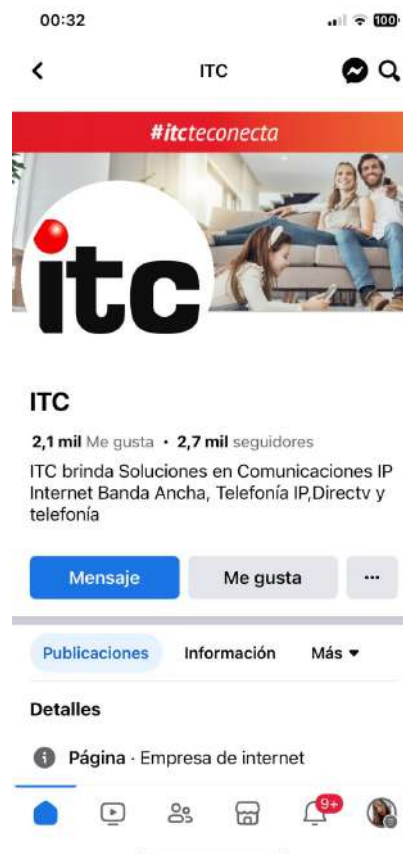 00:32
100
ITC
#itcteconecta
itc
ITC
2,1 mil Me gusta • 2,7 mil seguidores
ITC brinda Soluciones en Comunicaciones IP
Internet Banda Ancha, Telefonía IP,Directv y
telefonía
Mensaje
Me gusta
Publicaciones
Información
Más
Detalles
Página · Empresa de internet
9+